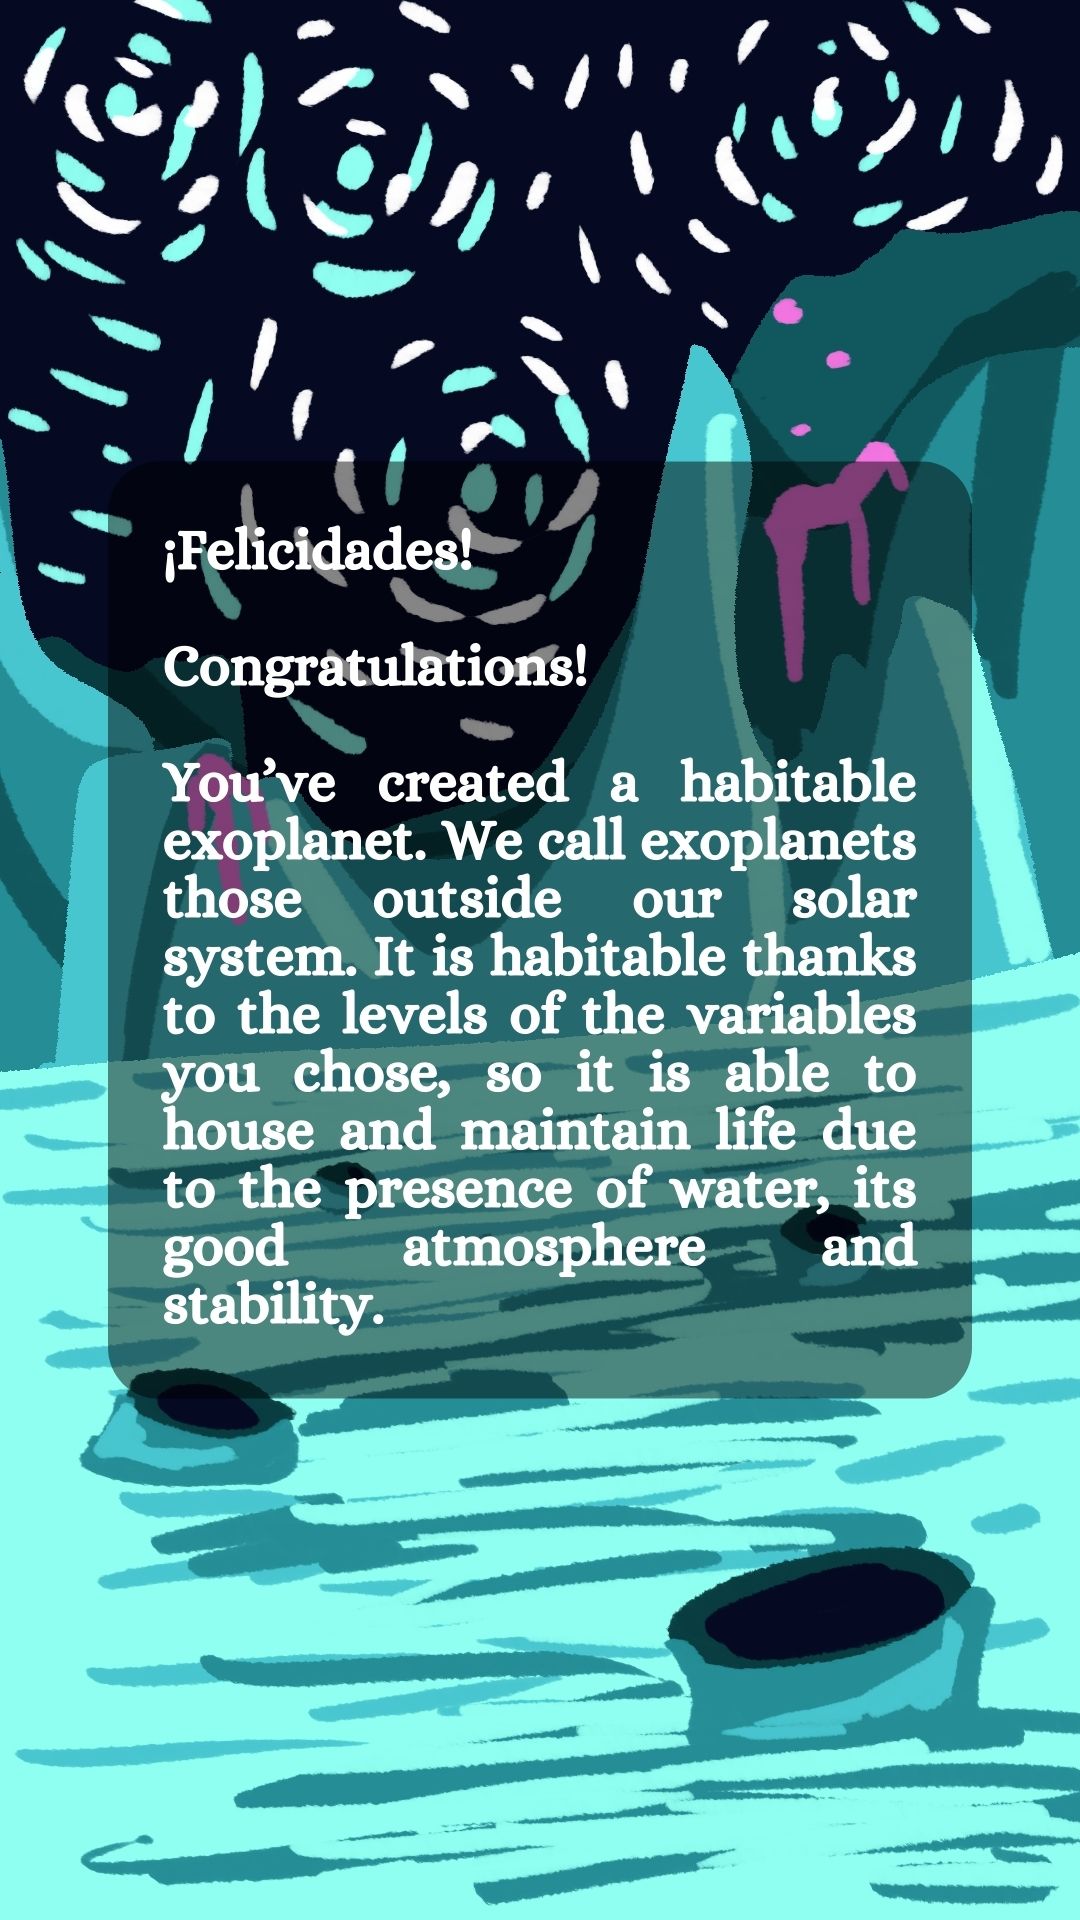 ¡Felicidades!
Congratulations!
You’ve created a habitable
exoplanet. We call exoplanets
those outside our solar
system. It is habitable thanks
to the levels of the variables
you chose, so it is able to
house and maintain life due
to the presence of water, its
good atmosphere and
stability.